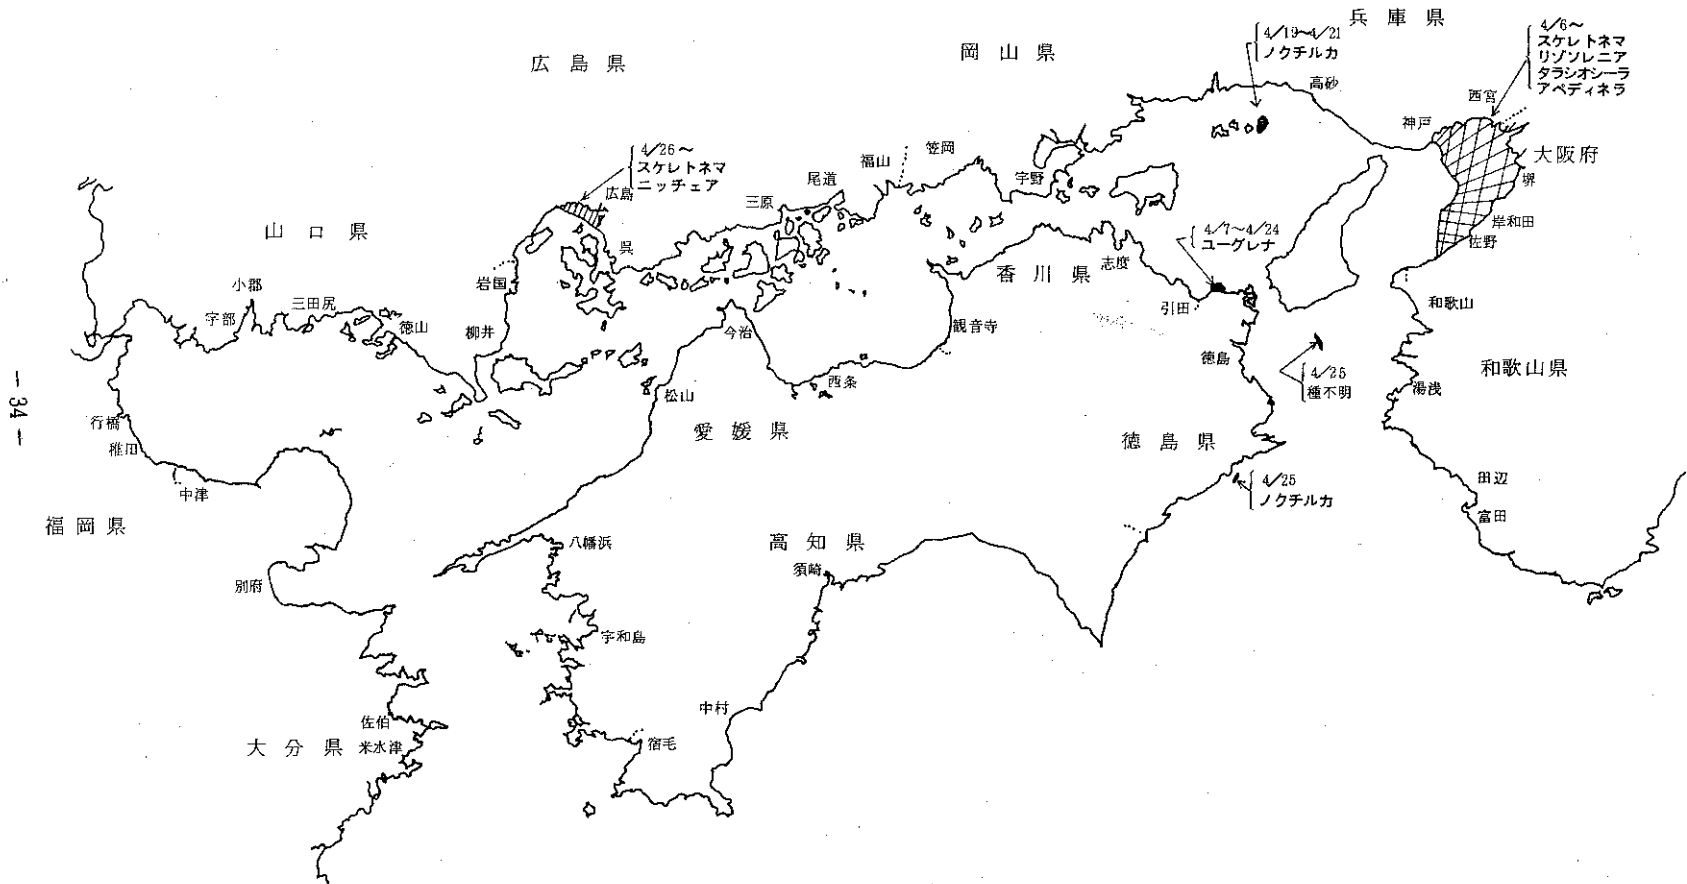 兵庫県
広島県
岡山県
4/19〜4/21
ノクチルカ
4/6〜
スケレトネマ
リゾソレニア
タラシオシーラ
アペディネラ
高砂
西宮
神戸
大阪府
堺
岸和田
佐野
4/26〜
スケレトネマ
ニッチェア
広島
呉
三原
尾道
福山
笠岡
宇野
山口県
岩国
小郡
宇部
三田尻
徳山
柳井
4/7〜4/24
ユーグレナ
香川県
志度
引田
観音寺
今治
西条
松山
愛媛県
徳島
4/25
種不明
和歌山
和歌山県
湯浅
徳島県
4/25
ノクチルカ
田辺
富田
行橋
椎田
中津
福岡県
別府
八幡浜
高知県
須崎
宇和島
中村
宿毛
佐伯
大分県
米水津
－34－